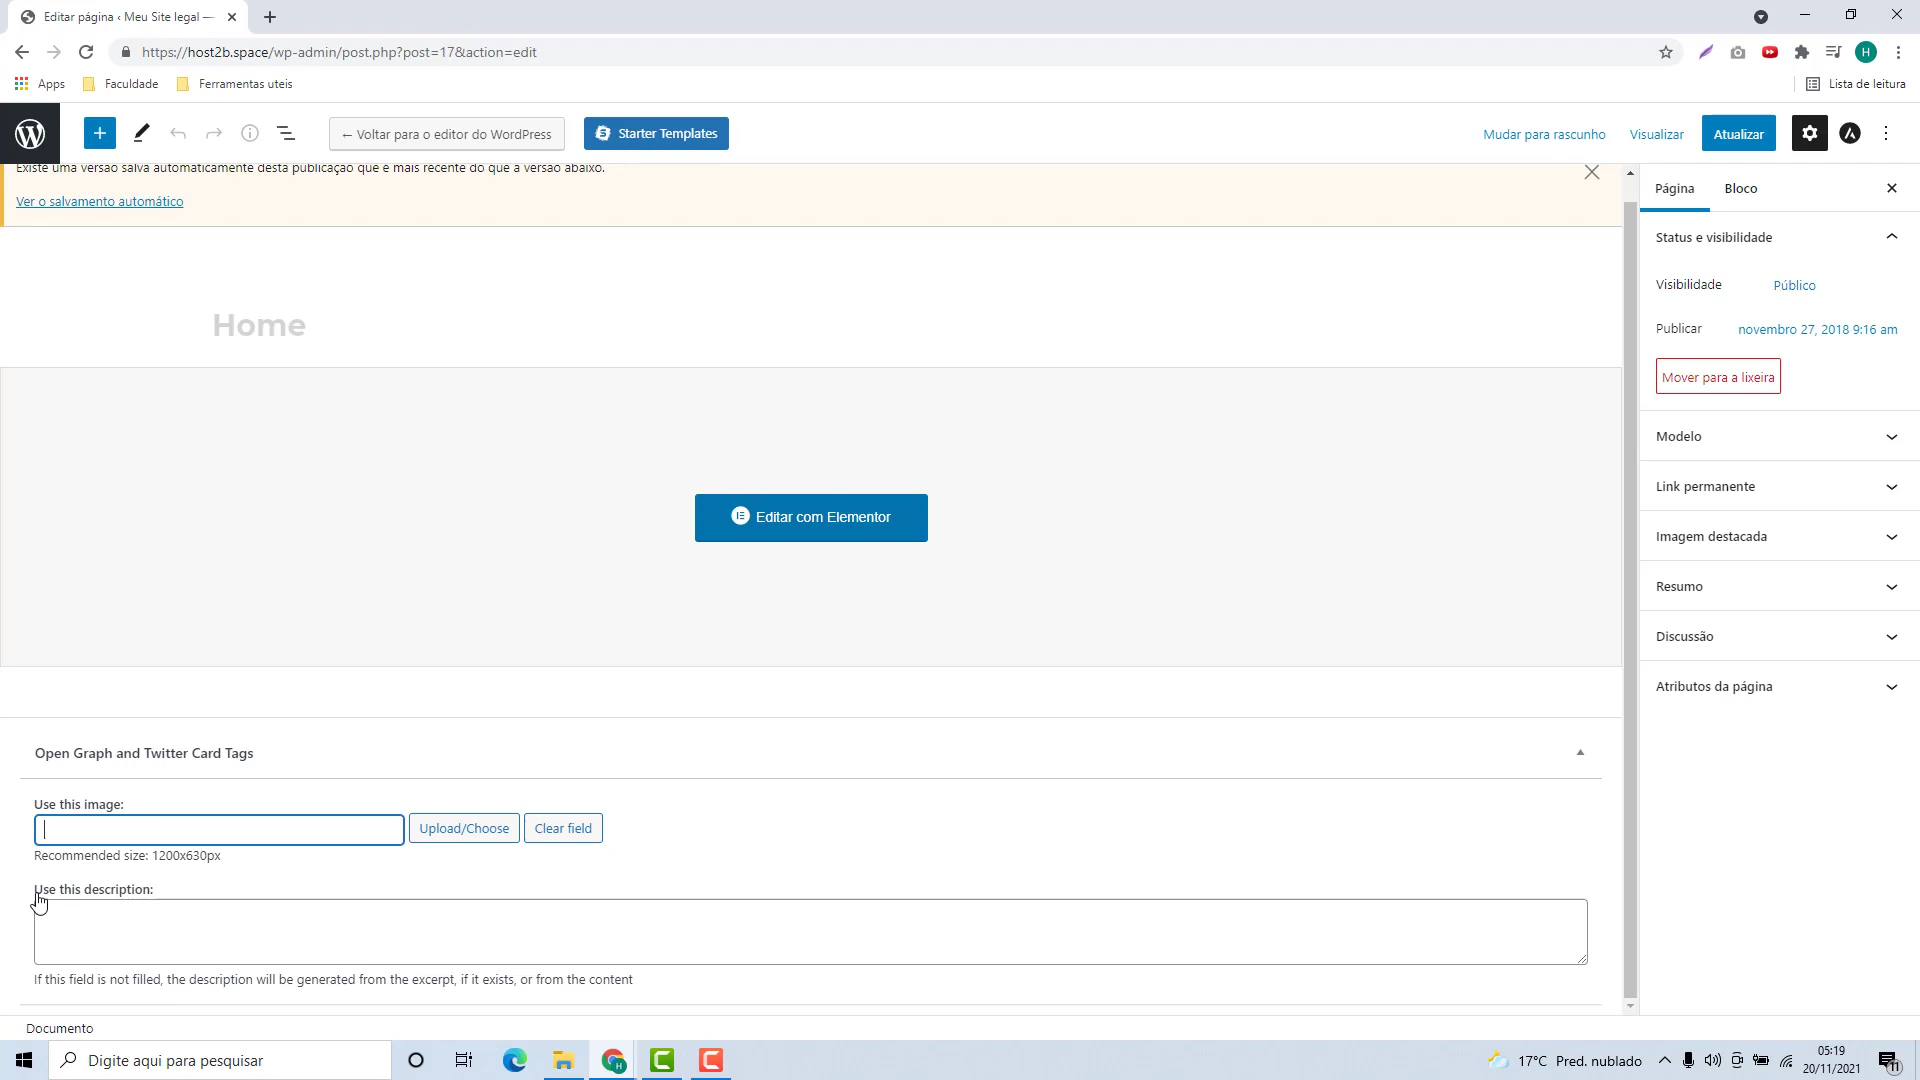 Editar página ‹ Meu Site legal —
https://host2b.space/wp-admin/post.php?post=17&action=edit
H
Apps
Faculdade
Ferramentas uteis
Lista de leitura
← Voltar para o editor do WordPress
Starter Templates
Mudar para rascunho
Visualizar
Atualizar
Existe uma versão salva automaticamente desta publicação que é mais recente do que a versão abaixo.
Ver o salvamento automático
Página
Bloco
Status e visibilidade
Visibilidade
Público
Publicar
novembro 27, 2018 9:16 am
Mover para a lixeira
Modelo
Link permanente
Imagem destacada
Resumo
Discussão
Atributos da página
Home
Editar com Elementor
Open Graph and Twitter Card Tags
Use this image:
Upload/Choose
Clear field
Recommended size: 1200x630px
Use this description:
If this field is not filled, the description will be generated from the excerpt, if it exists, or from the content
Documento
Digite aqui para pesquisar
17°C Pred. nublado
05:19
20/11/2021
11